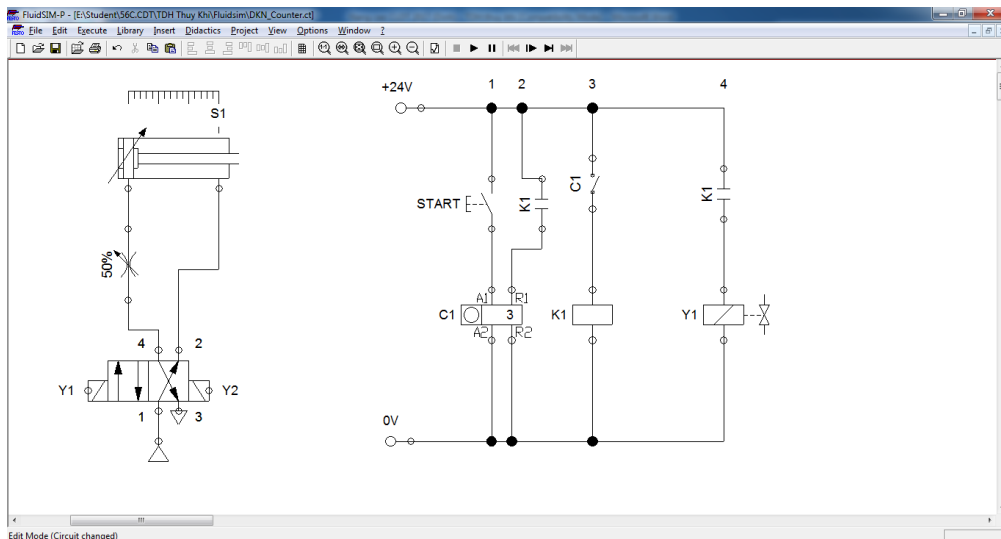 FluidSIM-P - [E:\Student\56C.CDT\TDH Thuy Khi\Fluidsim\DKN_Counter.ct]
File Edit Execute Library Insert Didactics Project View Options Window ?
+24V 1 2 3 4
S1
START
K1
C1
K1
50%
A1 R1
C1 3 K1 Y1
A2 R2
4 2
Y1 Y2
1 3
0V
Edit Mode (Circuit changed)